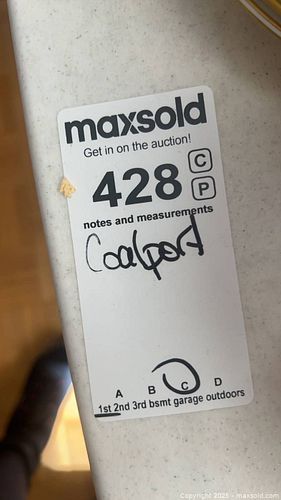 maxsold
Get in on the auction!
428 C
P
notes and measurements
Coalport
A B C D
1st 2nd 3rd bsmt garage outdoors
Copyright 2025 - maxsold.com